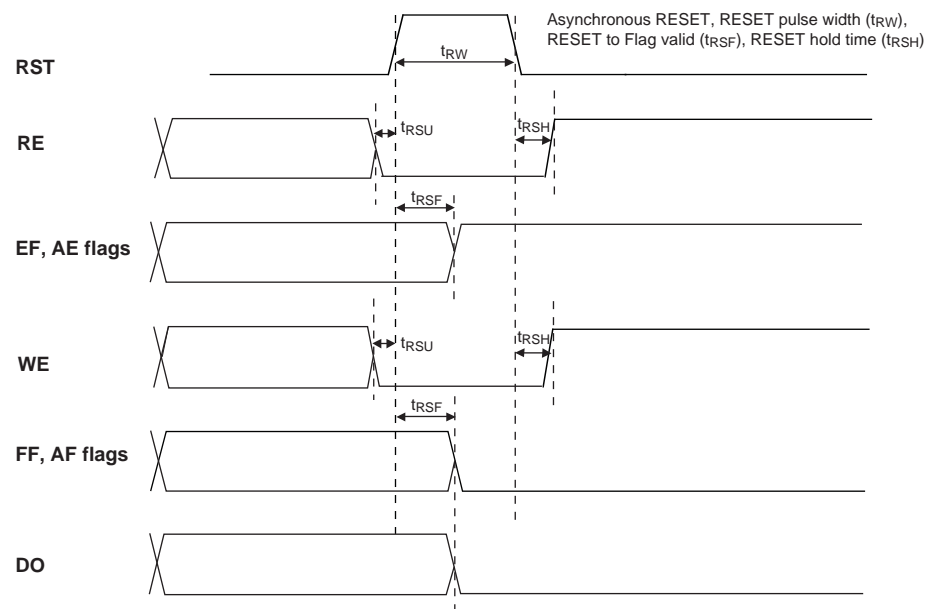 Asynchronous RESET, RESET pulse width (tRW),
RESET to Flag valid (tRSF), RESET hold time (tRSH)
tRW
RST
tRSU
tRSH
RE
tRSF
EF, AE flags
tRSU
tRSH
WE
tRSF
FF, AF flags
DO